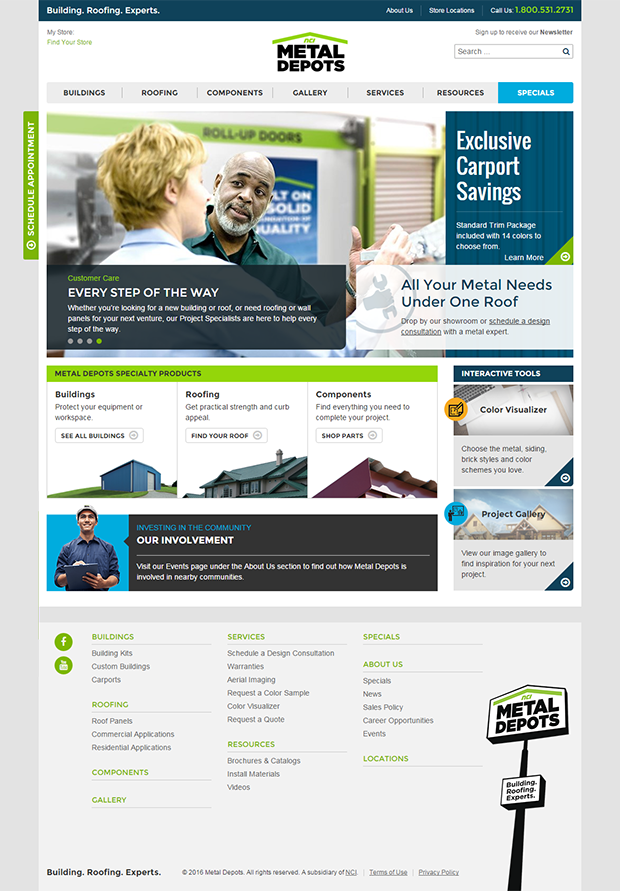 Building. Roofing. Experts.
About Us
Store Locations
Call Us: 1.800.531.2731
My Store:
Find Your Store
NCI
METAL
DEPOTS
Sign up to receive our Newsletter
Search ...
BUILDINGS
ROOFING
COMPONENTS
GALLERY
SERVICES
RESOURCES
SPECIALS
SCHEDULE APPOINTMENT
ROLL-UP DOORS
LT ON
SOLID
QUALITY
Exclusive
Carport
Savings
Standard Trim Package
included with 14 colors to
choose from.
Learn More
Customer Care
EVERY STEP OF THE WAY
Whether you're looking for a new building or roof, or need roofing or wall
panels for your next venture, our Project Specialists are here to help every
step of the way.
All Your Metal Needs
Under One Roof
Drop by our showroom or schedule a design
consultation with a metal expert.
METAL DEPOTS SPECIALTY PRODUCTS
Buildings
Protect your equipment or
workspace.
SEE ALL BUILDINGS
Roofing
Get practical strength and curb
appeal.
FIND YOUR ROOF
Components
Find everything you need to
complete your project.
SHOP PARTS
INTERACTIVE TOOLS
Color Visualizer
Choose the metal, siding,
brick styles and color
schemes you love.
Project Gallery
View our image gallery to
find inspiration for your next
project.
INVESTING IN THE COMMUNITY
OUR INVOLVEMENT
Visit our Events page under the About Us section to find out how Metal Depots is
involved in nearby communities.
BUILDINGS
Building Kits
Custom Buildings
Carports
ROOFING
Roof Panels
Commercial Applications
Residential Applications
COMPONENTS
GALLERY
SERVICES
Schedule a Design Consultation
Warranties
Aerial Imaging
Request a Color Sample
Color Visualizer
Request a Quote
RESOURCES
Brochures & Catalogs
Install Materials
Videos
SPECIALS
ABOUT US
Specials
News
Sales Policy
Career Opportunities
Events
LOCATIONS
You
Tube
NCI
METAL
DEPOTS
Building.
Roofing.
Experts.
Building. Roofing. Experts.
© 2016 Metal Depots. All rights reserved. A subsidiary of NCI. | Terms of Use | Privacy Policy